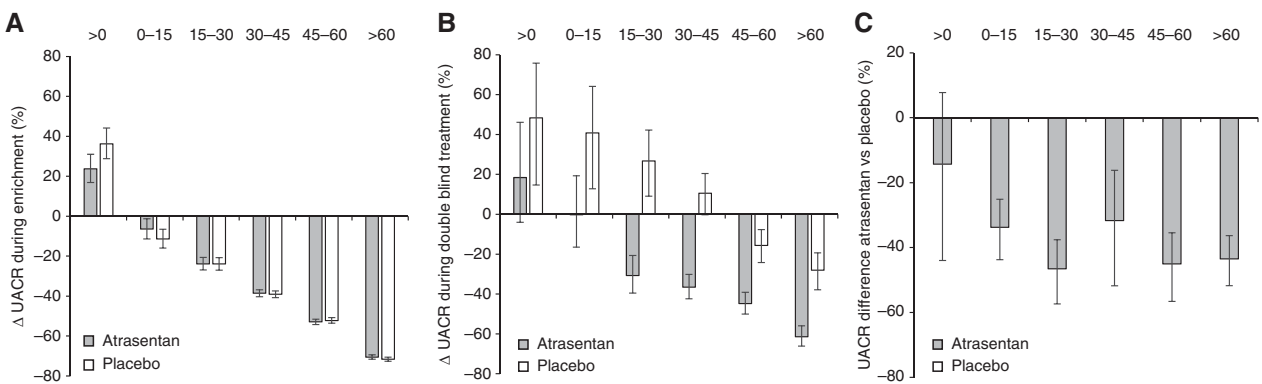 A
>0 0–15 15–30 30–45 45–60 >60
Δ UACR during enrichment (%)
80
60
40
20
0
–20
–40
–60
–80
Atrasentan
Placebo
B
>0 0–15 15–30 30–45 45–60 >60
Δ UACR during double blind treatment (%)
80
60
40
20
0
–20
–40
–60
–80
Atrasentan
Placebo
C
>0 0–15 15–30 30–45 45–60 >60
UACR difference atrasentan vs placebo (%)
20
0
–20
–40
–60
–80
Atrasentan
Placebo